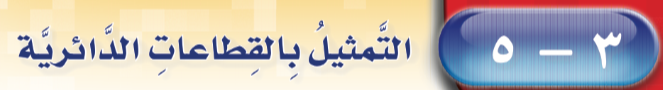 ٣ – ٥ التَّمثيلُ بِالقِطاعاتِ الدَّائريَّة